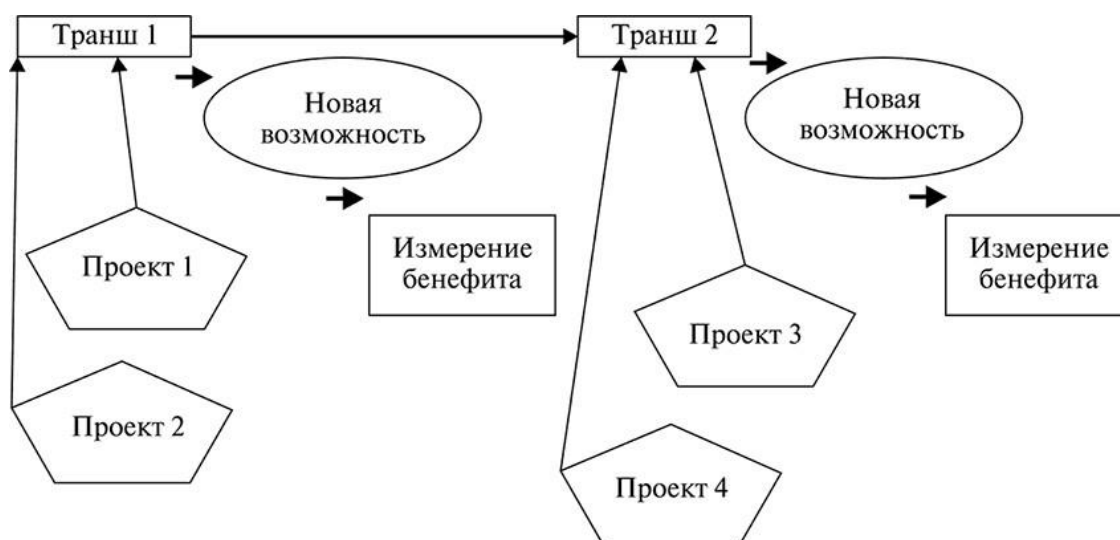 Транш 1
Транш 2
Новая
возможность
Новая
возможность
Измерение
бенефита
Измерение
бенефита
Проект 1
Проект 3
Проект 2
Проект 4